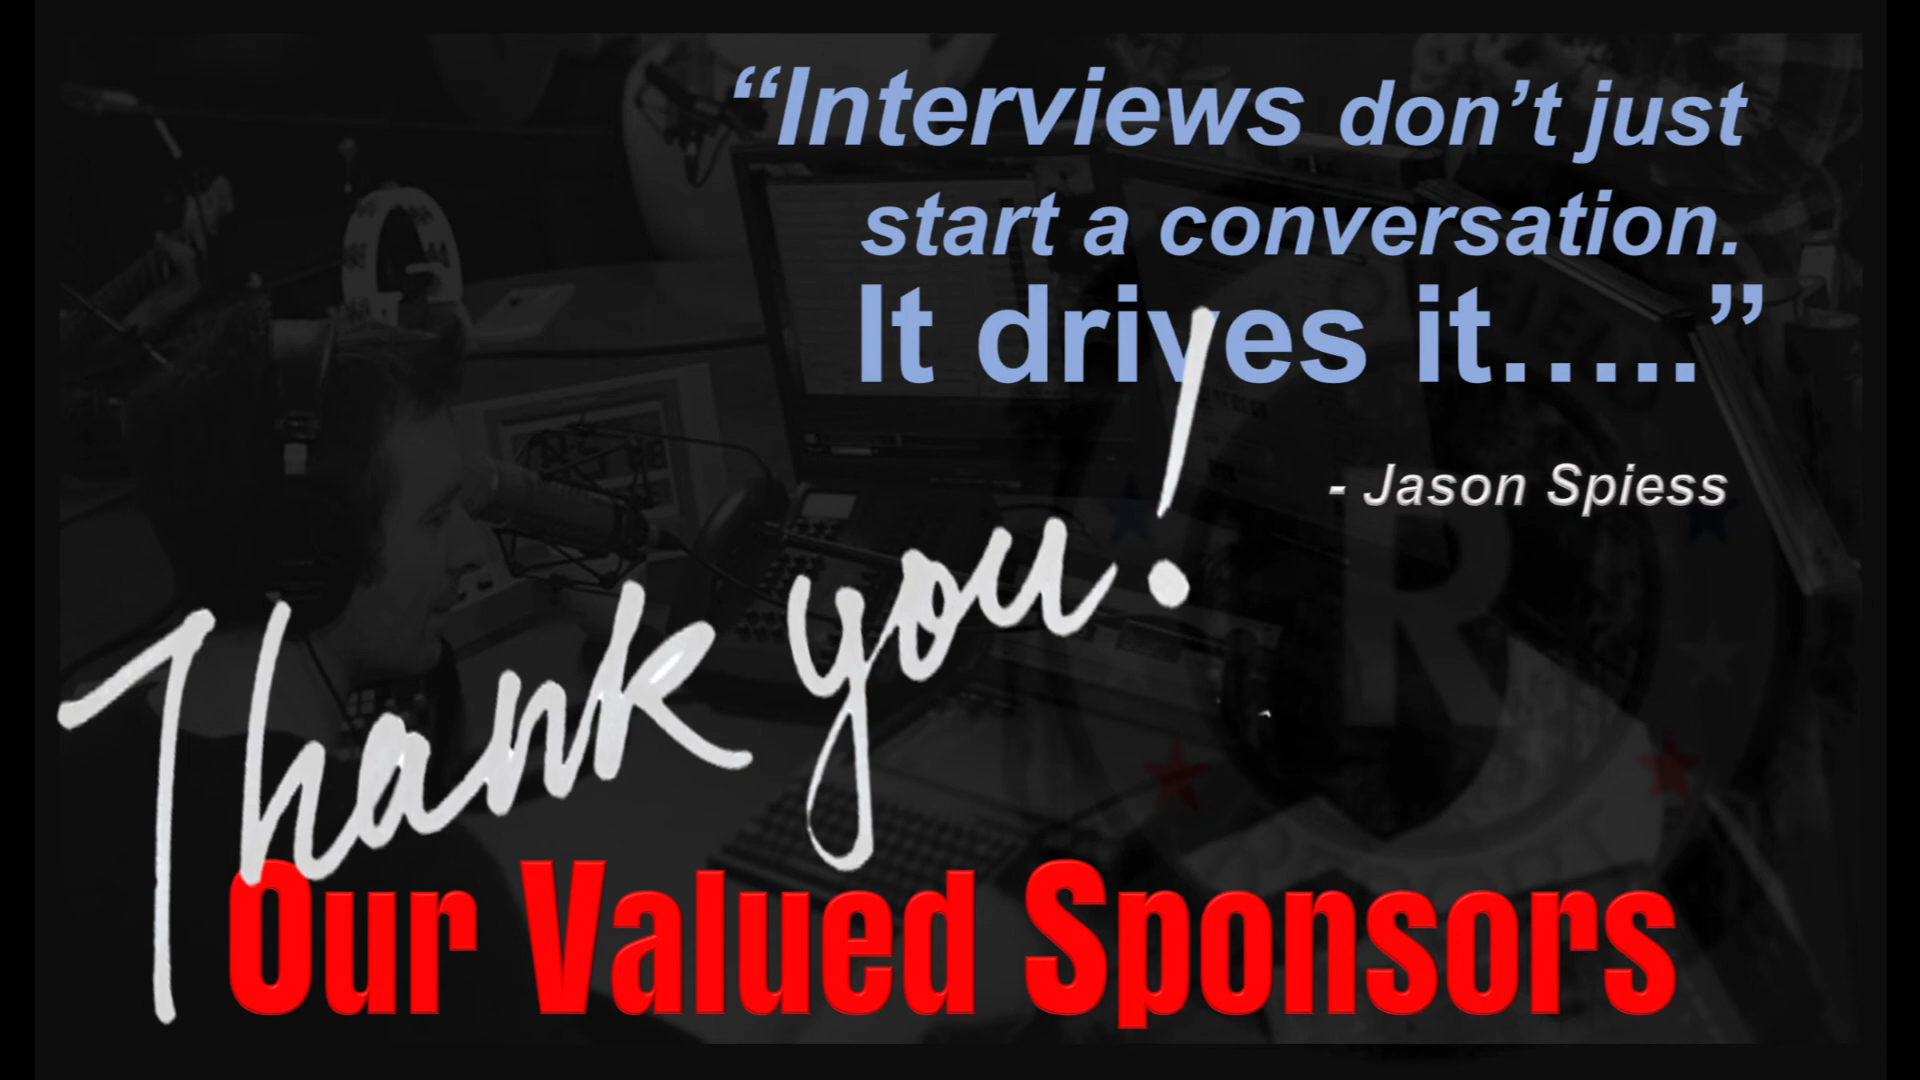 “Interviews don’t just
start a conversation.
It drives it.....”
- Jason Spiess
Thank you!
Our Valued Sponsors